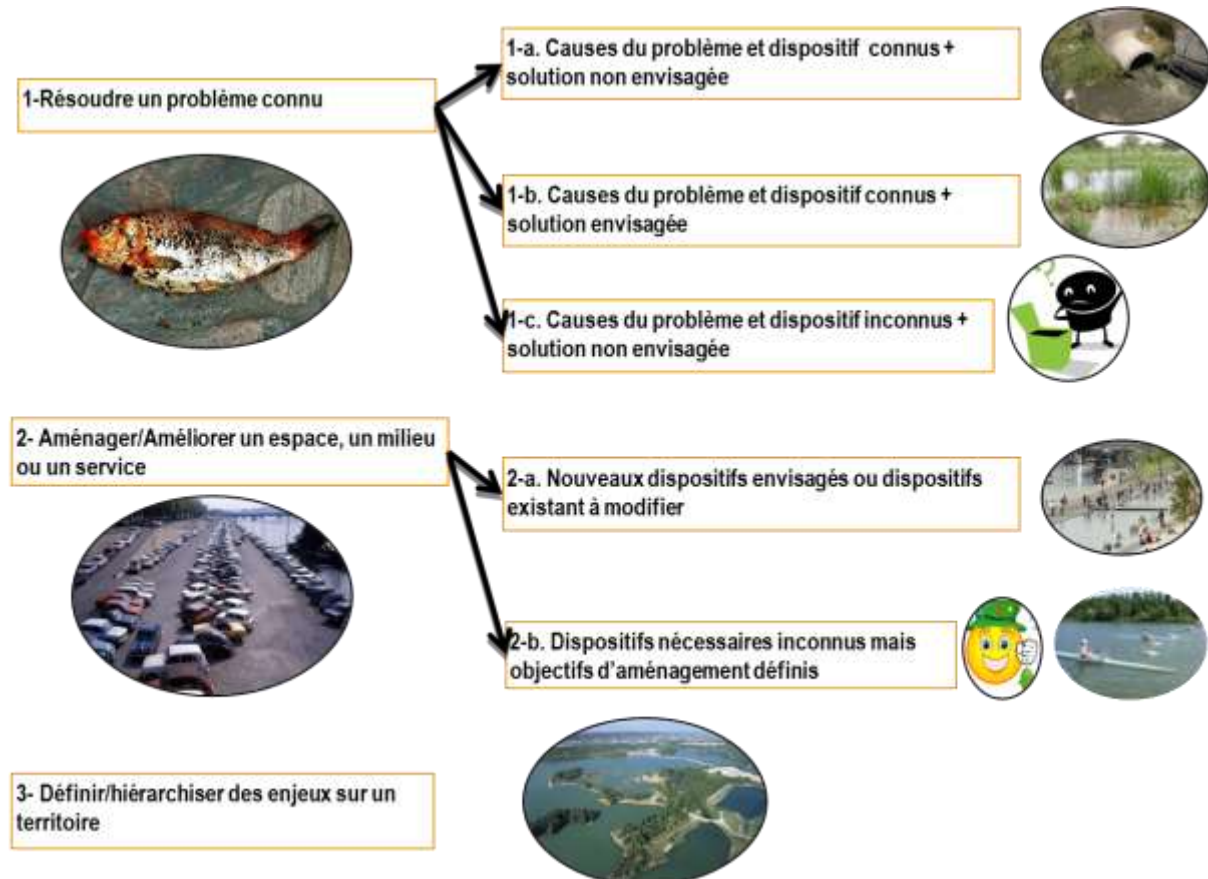 1-Résoudre un problème connu
1-a. Causes du problème et dispositif connus +
solution non envisagée
1-b. Causes du problème et dispositif connus +
solution envisagée
1-c. Causes du problème et dispositif inconnus +
solution non envisagée
2- Aménager/Améliorer un espace, un milieu
ou un service
2-a. Nouveaux dispositifs envisagés ou dispositifs
existant à modifier
2-b. Dispositifs nécessaires inconnus mais
objectifs d'aménagement définis
3- Définir/hiérarchiser des enjeux sur un
territoire